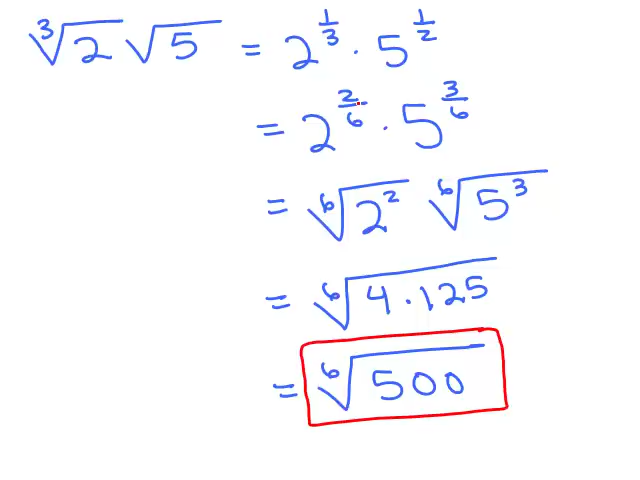 ∛2 √5 = 2^(1/3) · 5^(1/2)
= 2^(2/6) · 5^(3/6)
= ⁶√(2²) ⁶√(5³)
= ⁶√(4 · 125)
= ⁶√500